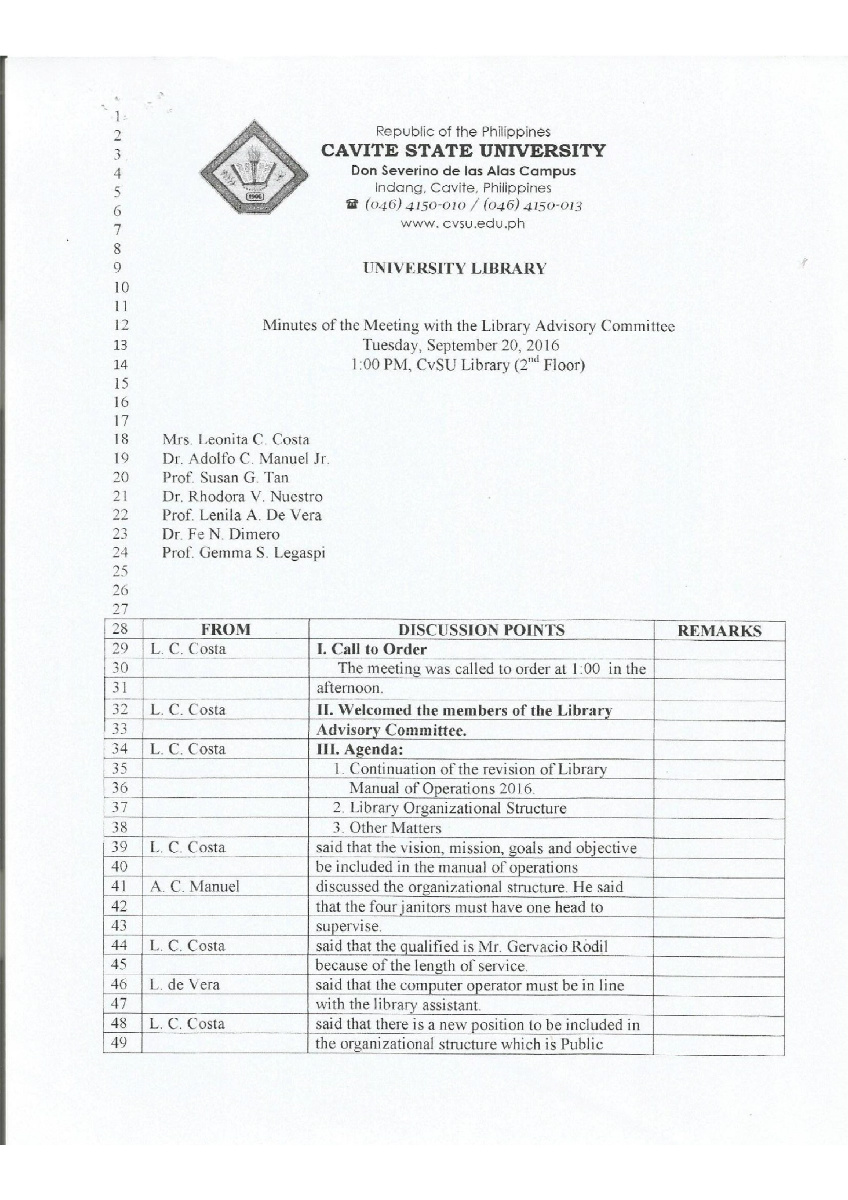 1
2 Republic of the Philippines
3 CAVITE STATE UNIVERSITY
4 Don Severino de las Alas Campus
5 Indang, Cavite, Philippines
6 ☎ (046) 4150-010 / (046) 4150-013
7 www. cvsu.edu.ph
1906
8
9 UNIVERSITY LIBRARY
10
11
12 Minutes of the Meeting with the Library Advisory Committee
13 Tuesday, September 20, 2016
14 1:00 PM, CvSU Library (2nd Floor)
15
16
17
18 Mrs. Leonita C. Costa
19 Dr. Adolfo C. Manuel Jr.
20 Prof. Susan G. Tan
21 Dr. Rhodora V. Nuestro
22 Prof. Lenila A. De Vera
23 Dr. Fe N. Dimero
24 Prof. Gemma S. Legaspi
25
26
27
28 FROM DISCUSSION POINTS REMARKS
29 L. C. Costa I. Call to Order
30 The meeting was called to order at 1:00 in the
31 afternoon.
32 L. C. Costa II. Welcomed the members of the Library
33 Advisory Committee.
34 L. C. Costa III. Agenda:
35 1. Continuation of the revision of Library
36 Manual of Operations 2016.
37 2. Library Organizational Structure
38 3. Other Matters
39 L. C. Costa said that the vision, mission, goals and objective
40 be included in the manual of operations
41 A. C. Manuel discussed the organizational structure. He said
42 that the four janitors must have one head to
43 supervise.
44 L. C. Costa said that the qualified is Mr. Gervacio Rodil
45 because of the length of service.
46 L. de Vera said that the computer operator must be in line
47 with the library assistant.
48 L. C. Costa said that there is a new position to be included in
49 the organizational structure which is Public